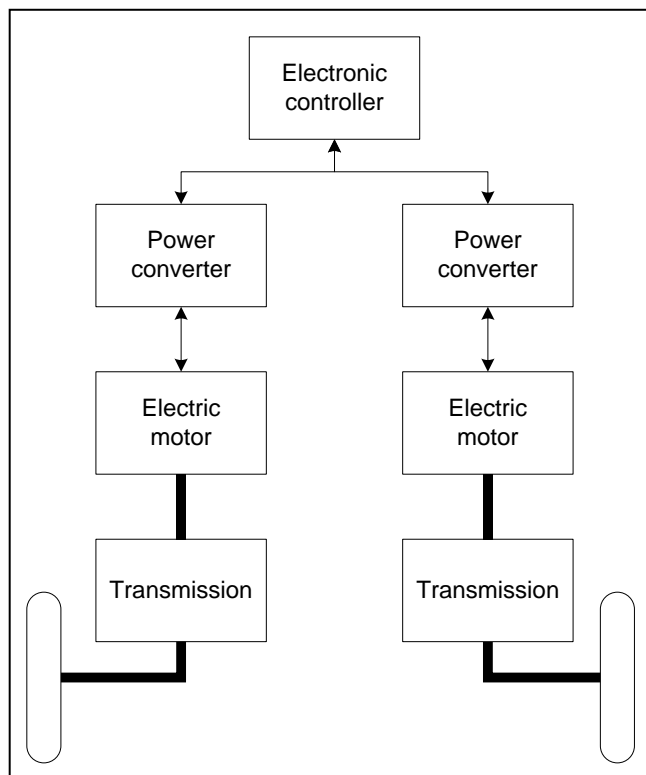 Electronic
controller
Power
converter
Power
converter
Electric
motor
Electric
motor
Transmission
Transmission